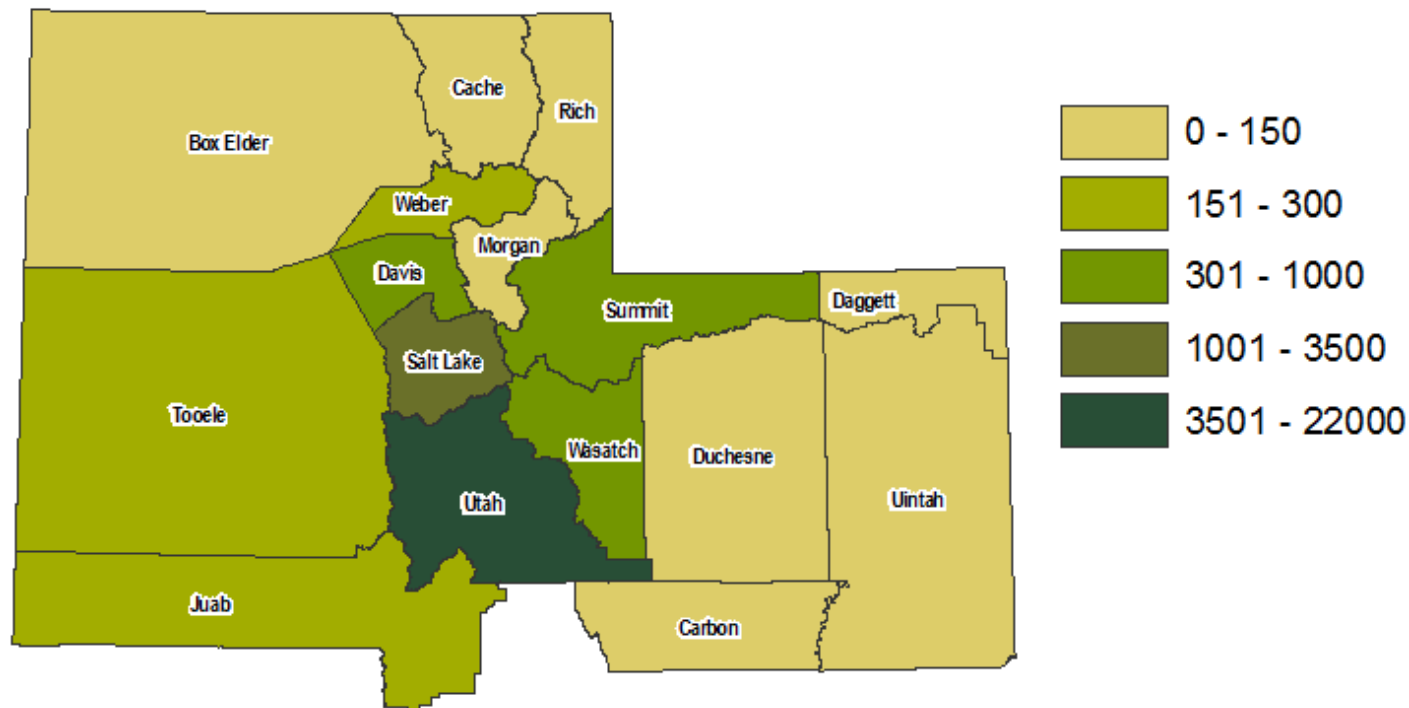 Cache
Rich
Box Elder
Weber
Morgan
Davis
Daggett
Summit
Salt Lake
Tooele
Wasatch
Duchesne
Uintah
Utah
Juab
Carbon
0 - 150
151 - 300
301 - 1000
1001 - 3500
3501 - 22000